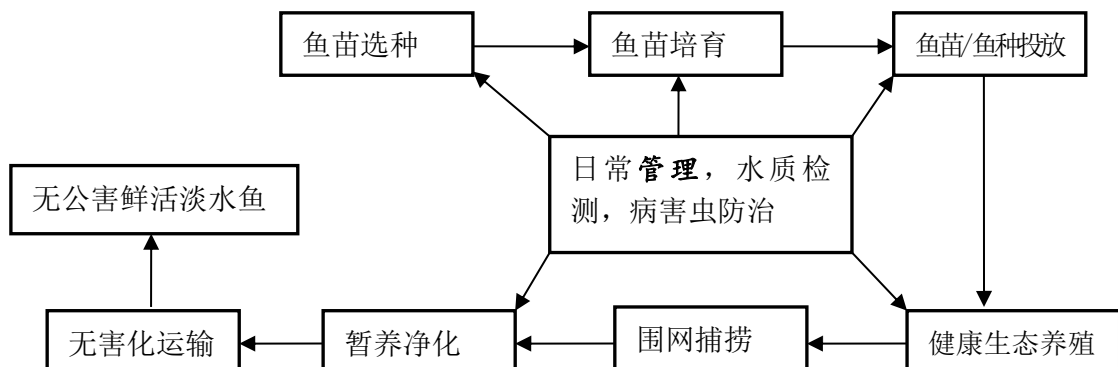 鱼苗选种
鱼苗培育
鱼苗/鱼种投放
日常管理，水质检
测，病害虫防治
无公害鲜活淡水鱼
无害化运输
暂养净化
围网捕捞
健康生态养殖